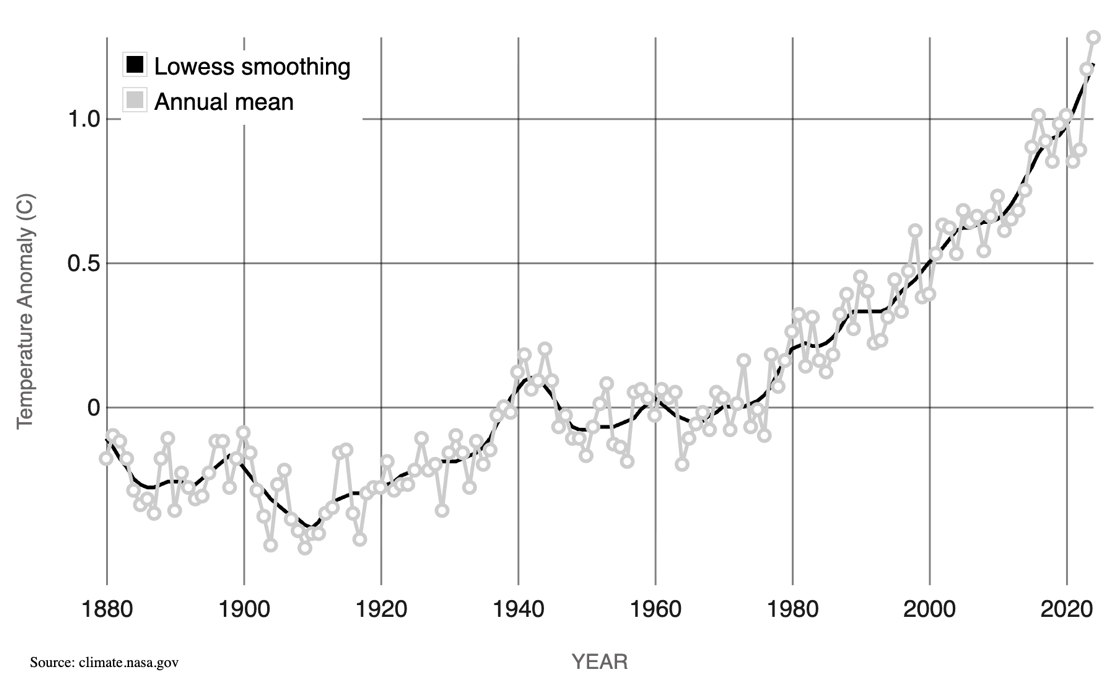 Lowess smoothing
Annual mean
1.0
0.5
0
Temperature Anomaly (C)
1880 1900 1920 1940 1960 1980 2000 2020
YEAR
Source: climate.nasa.gov